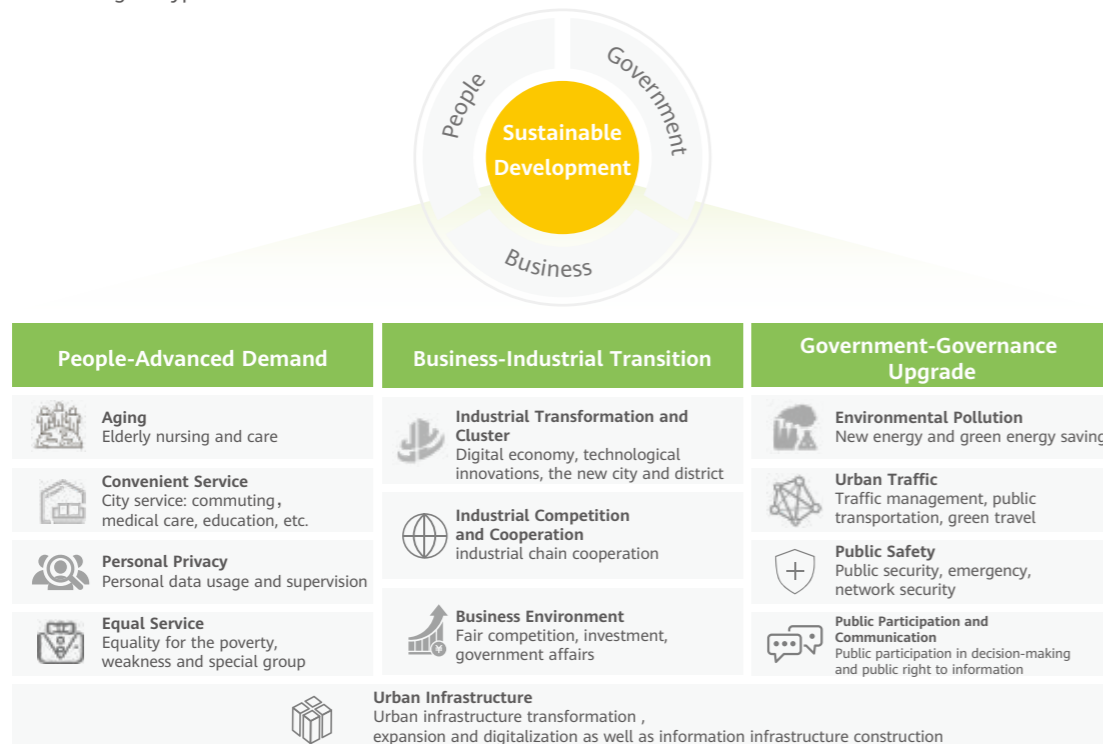 People
Government
Sustainable
Development
Business
People-Advanced Demand
Aging
Elderly nursing and care
Convenient Service
City service: commuting，
medical care, education, etc.
Personal Privacy
Personal data usage and supervision
Equal Service
Equality for the poverty,
weakness and special group
Business-Industrial Transition
Industrial Transformation and
Cluster
Digital economy, technological
innovations, the new city and district
Industrial Competition
and Cooperation
industrial chain cooperation
Business Environment
Fair competition, investment,
government affairs
Government-Governance
Upgrade
Environmental Pollution
New energy and green energy saving
Urban Traffic
Traffic management, public
transportation, green travel
Public Safety
Public security, emergency,
network security
Public Participation and
Communication
Public participation in decision-making
and public right to information
Urban Infrastructure
Urban infrastructure transformation ,
expansion and digitalization as well as information infrastructure construction